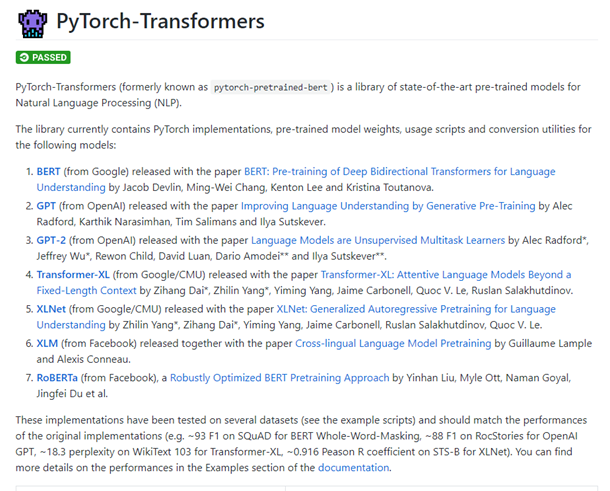 PyTorch-Transformers
PASSED
PyTorch-Transformers (formerly known as pytorch-pretrained-bert ) is a library of state-of-the-art pre-trained models for
Natural Language Processing (NLP).
The library currently contains PyTorch implementations, pre-trained model weights, usage scripts and conversion utilities for
the following models:
1. BERT (from Google) released with the paper BERT: Pre-training of Deep Bidirectional Transformers for Language
Understanding by Jacob Devlin, Ming-Wei Chang, Kenton Lee and Kristina Toutanova.
2. GPT (from OpenAI) released with the paper Improving Language Understanding by Generative Pre-Training by Alec
Radford, Karthik Narasimhan, Tim Salimans and Ilya Sutskever.
3. GPT-2 (from OpenAI) released with the paper Language Models are Unsupervised Multitask Learners by Alec Radford*,
Jeffrey Wu*, Rewon Child, David Luan, Dario Amodei** and Ilya Sutskever**.
4. Transformer-XL (from Google/CMU) released with the paper Transformer-XL: Attentive Language Models Beyond a
Fixed-Length Context by Zihang Dai*, Zhilin Yang*, Yiming Yang, Jaime Carbonell, Quoc V. Le, Ruslan Salakhutdinov.
5. XLNet (from Google/CMU) released with the paper XLNet: Generalized Autoregressive Pretraining for Language
Understanding by Zhilin Yang*, Zihang Dai*, Yiming Yang, Jaime Carbonell, Ruslan Salakhutdinov, Quoc V. Le.
6. XLM (from Facebook) released together with the paper Cross-lingual Language Model Pretraining by Guillaume Lample
and Alexis Conneau.
7. RoBERTa (from Facebook), a Robustly Optimized BERT Pretraining Approach by Yinhan Liu, Myle Ott, Naman Goyal,
Jingfei Du et al.
These implementations have been tested on several datasets (see the example scripts) and should match the performances
of the original implementations (e.g. ~93 F1 on SQuAD for BERT Whole-Word-Masking, ~88 F1 on RocStories for OpenAI
GPT, ~18.3 perplexity on WikiText 103 for Transformer-XL, ~0.916 Peason R coefficient on STS-B for XLNet). You can find
more details on the performances in the Examples section of the documentation.